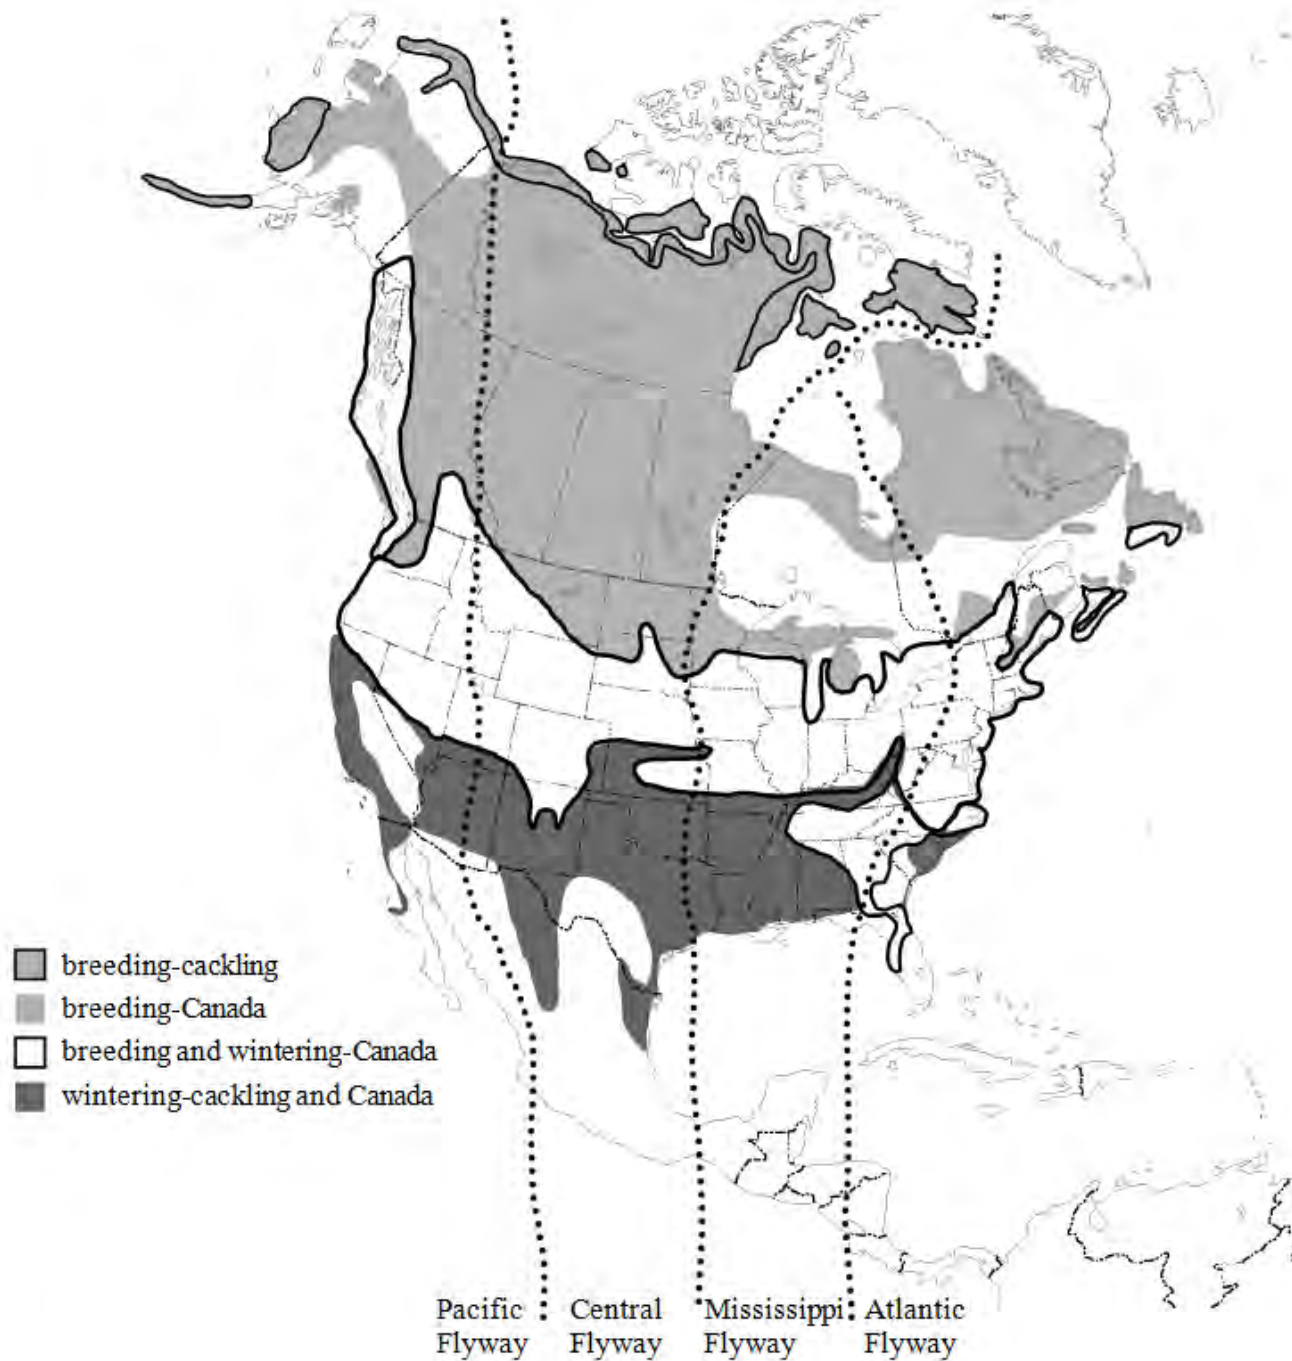 breeding-cackling
breeding-Canada
breeding and wintering-Canada
wintering-cackling and Canada
Pacific
Flyway
Central
Flyway
Mississippi
Flyway
Atlantic
Flyway